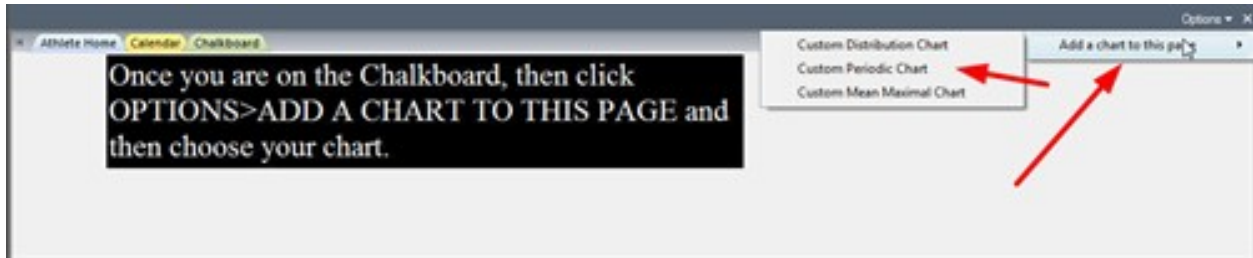 Options
Athlete Home Calendar Chalkboard
Custom Distribution Chart
Add a chart to this page
Custom Periodic Chart
Custom Mean Maximal Chart
Once you are on the Chalkboard, then click
OPTIONS>ADD A CHART TO THIS PAGE and
then choose your chart.